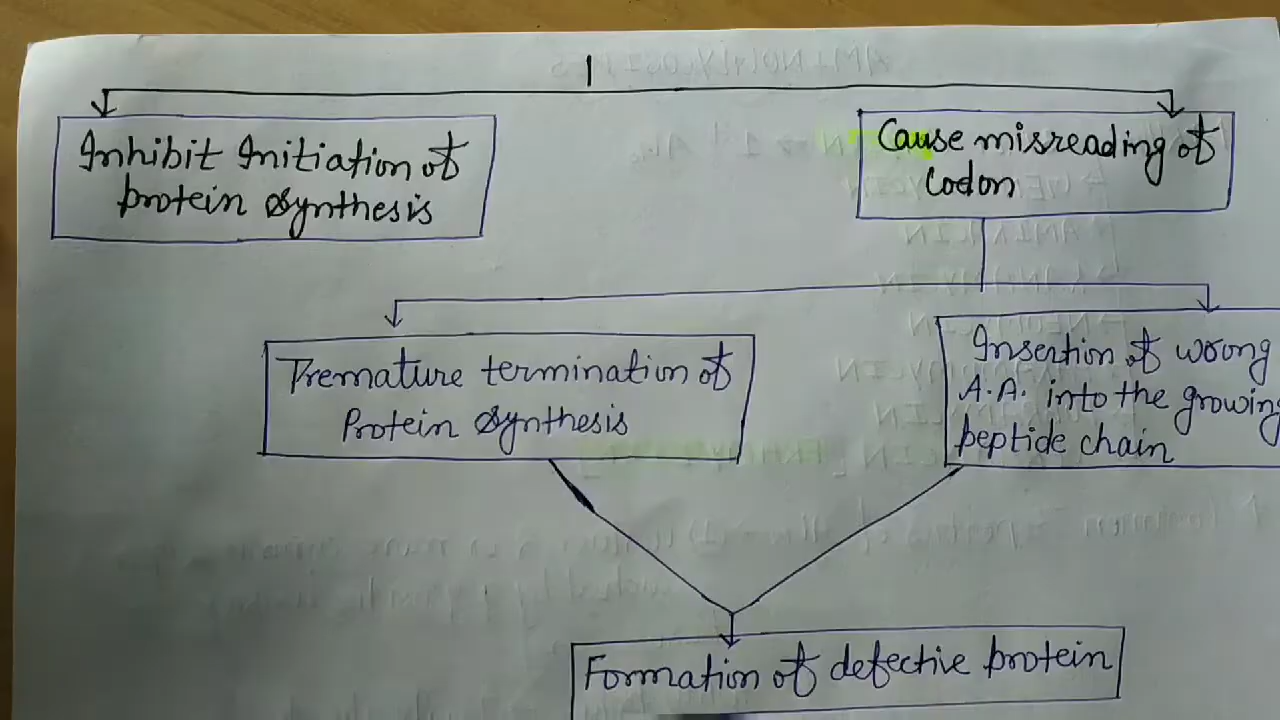 Inhibit Initiation of
protein synthesis
Cause misreading of
Codon
Premature termination of
Protein synthesis
Insertion of wrong
A.A. into the growing
peptide chain
Formation of defective protein